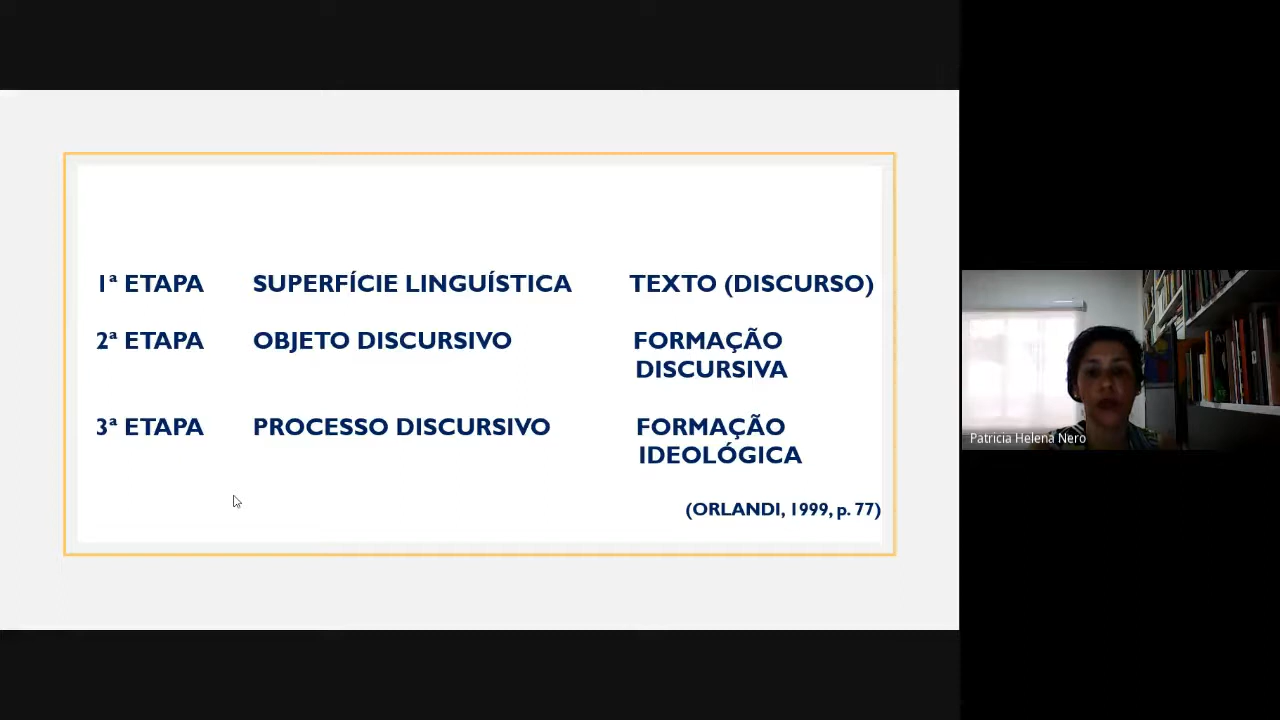 1ª ETAPA SUPERFÍCIE LINGUÍSTICA TEXTO (DISCURSO)
2ª ETAPA OBJETO DISCURSIVO FORMAÇÃO
DISCURSIVA
3ª ETAPA PROCESSO DISCURSIVO FORMAÇÃO
IDEOLÓGICA
(ORLANDI, 1999, p. 77)
Patricia Helena Nero